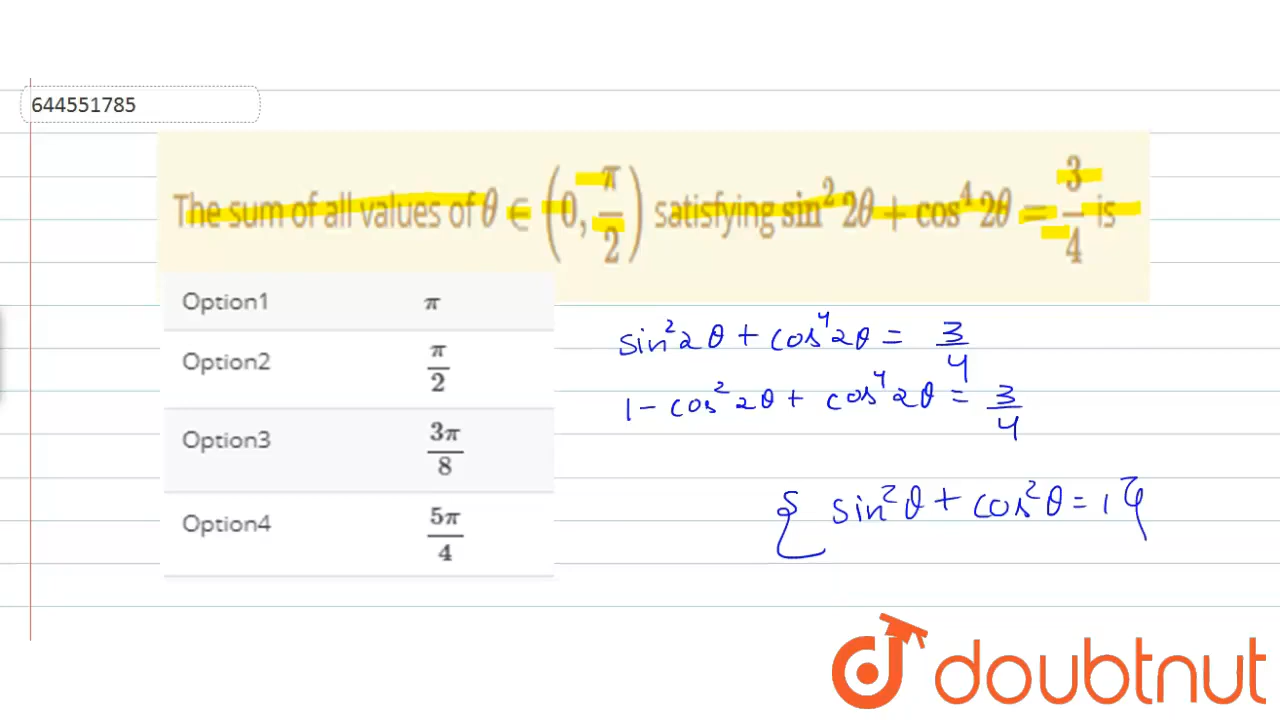 644551785
The sum of all values of θ ∈ (0, π/2) satisfying sin² 2θ + cos⁴ 2θ = 3/4 is
Option1 π
Option2 π/2
Option3 3π/8
Option4 5π/4
sin²2θ + cos⁴2θ = 3/4
1 - cos²2θ + cos⁴2θ = 3/4
{ sin²θ + cos²θ = 1 }
doubtnut